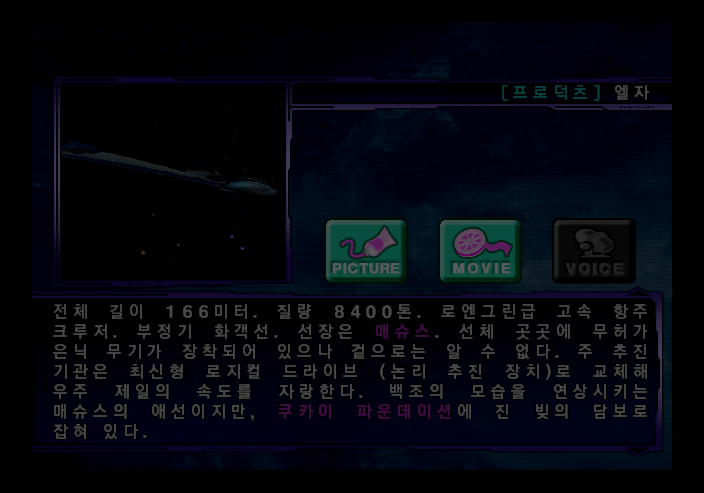 [프로덕츠] 엘자
PICTURE
MOVIE
VOICE
전체 길이 166미터. 질량 8400톤. 로엔그린급 고속 항주
크루저. 부정기 화객선. 선장은 매슈스. 선체 곳곳에 무허가
은닉 무기가 장착되어 있으나 겉으로는 알 수 없다. 주 추진
기관은 최신형 로지컬 드라이브 (논리 추진 장치)로 교체해
우주 제일의 속도를 자랑한다. 백조의 모습을 연상시키는
매슈스의 애선이지만, 쿠카이 파운데이션에 진 빚의 담보로
잡혀 있다.